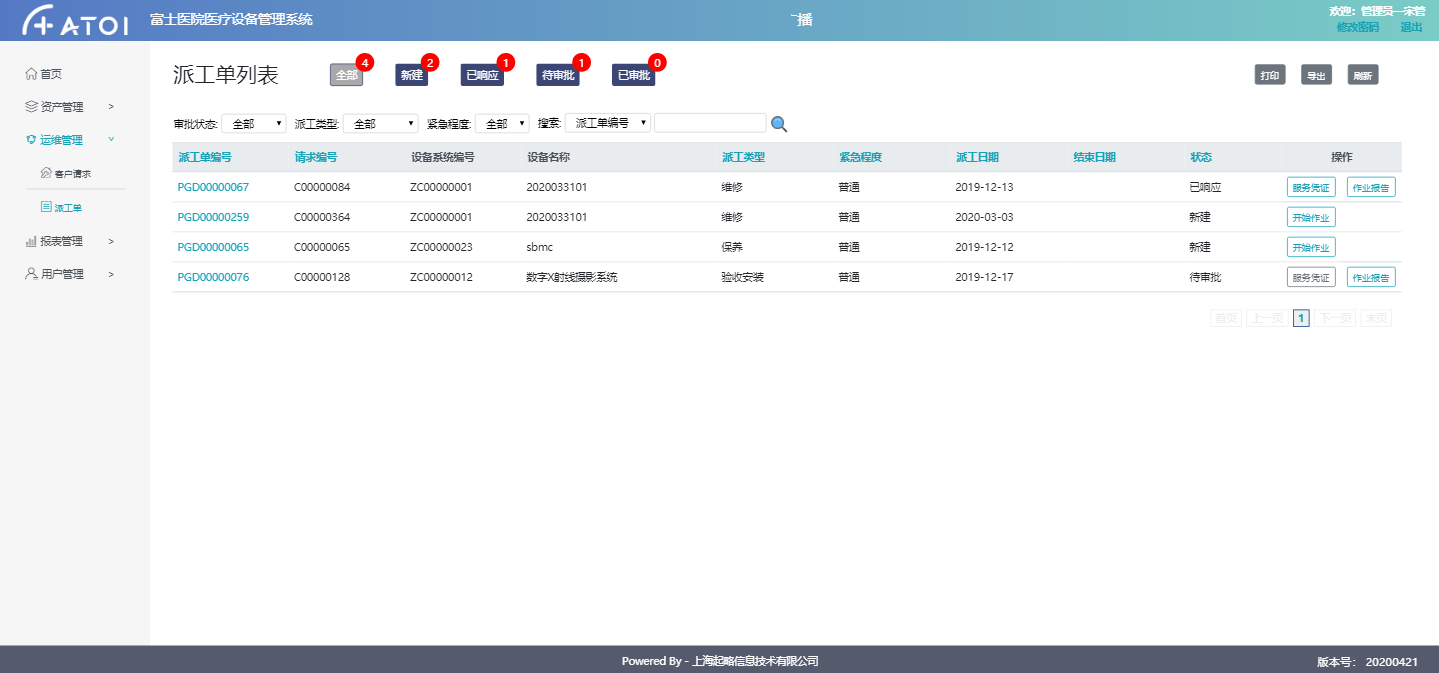 ATOI 富士医院医疗设备管理系统
播
欢迎：管理员—宋管
修改密码 退出
首页
资产管理 >
运维管理
客户请求
派工单
报表管理 >
用户管理 >
派工单列表 全部 4 新建 2 已响应 1 待审批 1 已审批 0 打印 导出 刷新
审批状态: 全部 派工类型: 全部 紧急程度: 全部 搜索: 派工单编号
派工单编号 请求编号 设备系统编号 设备名称 派工类型 紧急程度 派工日期 结束日期 状态 操作
PGD00000067 C00000084 ZC00000001 2020033101 维修 普通 2019-12-13 已响应 服务凭证 作业报告
PGD00000259 C00000364 ZC00000001 2020033101 维修 普通 2020-03-03 新建 开始作业
PGD00000065 C00000065 ZC00000023 sbmc 保养 普通 2019-12-12 新建 开始作业
PGD00000076 C00000128 ZC00000012 数字X射线摄影系统 验收安装 普通 2019-12-17 待审批 服务凭证 作业报告
首页 上一页 1 下一页 末页
Powered By - 上海起略信息技术有限公司
版本号： 20200421